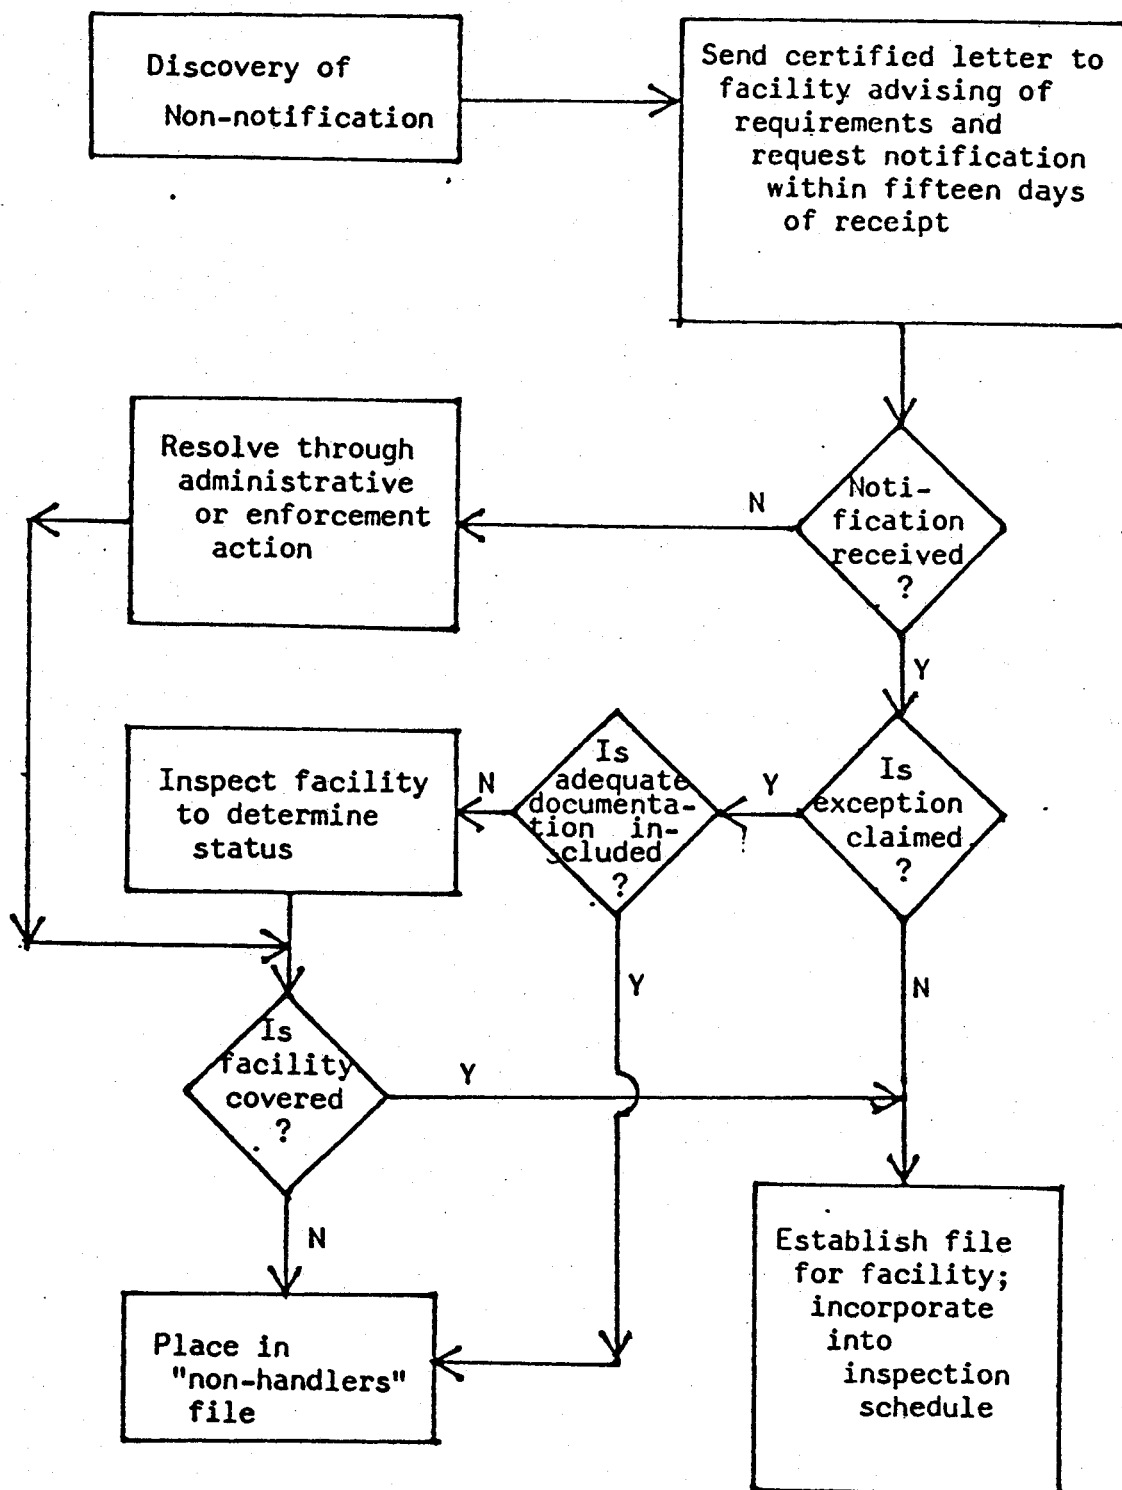 Discovery of
Non-notification
Send certified letter to
facility advising of
requirements and
request notification
within fifteen days
of receipt
Resolve through
administrative
or enforcement
action
N
Noti-
fication
received
?
Y
Inspect facility
to determine
status
N
Is
adequate
documenta-
tion in-
cluded
?
Y
Is
exception
claimed
?
Y
N
Is
facility
covered
?
Y
N
Place in
"non-handlers"
file
Establish file
for facility;
incorporate
into
inspection
schedule